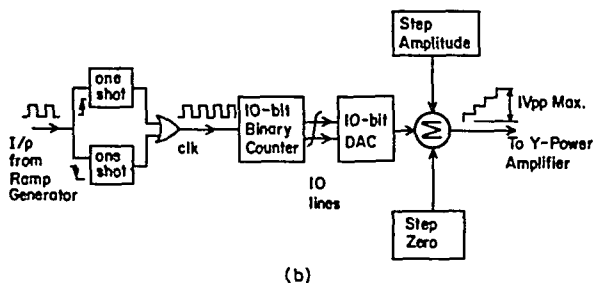 Step
Amplitude
one
shot
I/p
from
Ramp
Generator
one
shot
clk
10-bit
Binary
Counter
10
lines
10-bit
DAC
Σ
1Vpp Max.
To Y-Power
Amplifier
Step
Zero
(b)